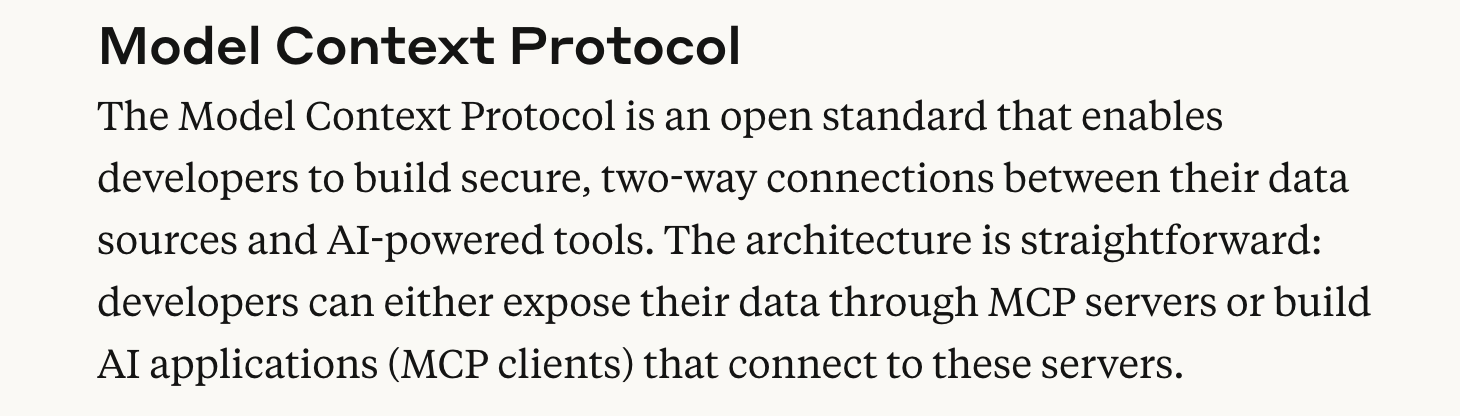 Model Context Protocol
The Model Context Protocol is an open standard that enables
developers to build secure, two-way connections between their data
sources and AI-powered tools. The architecture is straightforward:
developers can either expose their data through MCP servers or build
AI applications (MCP clients) that connect to these servers.